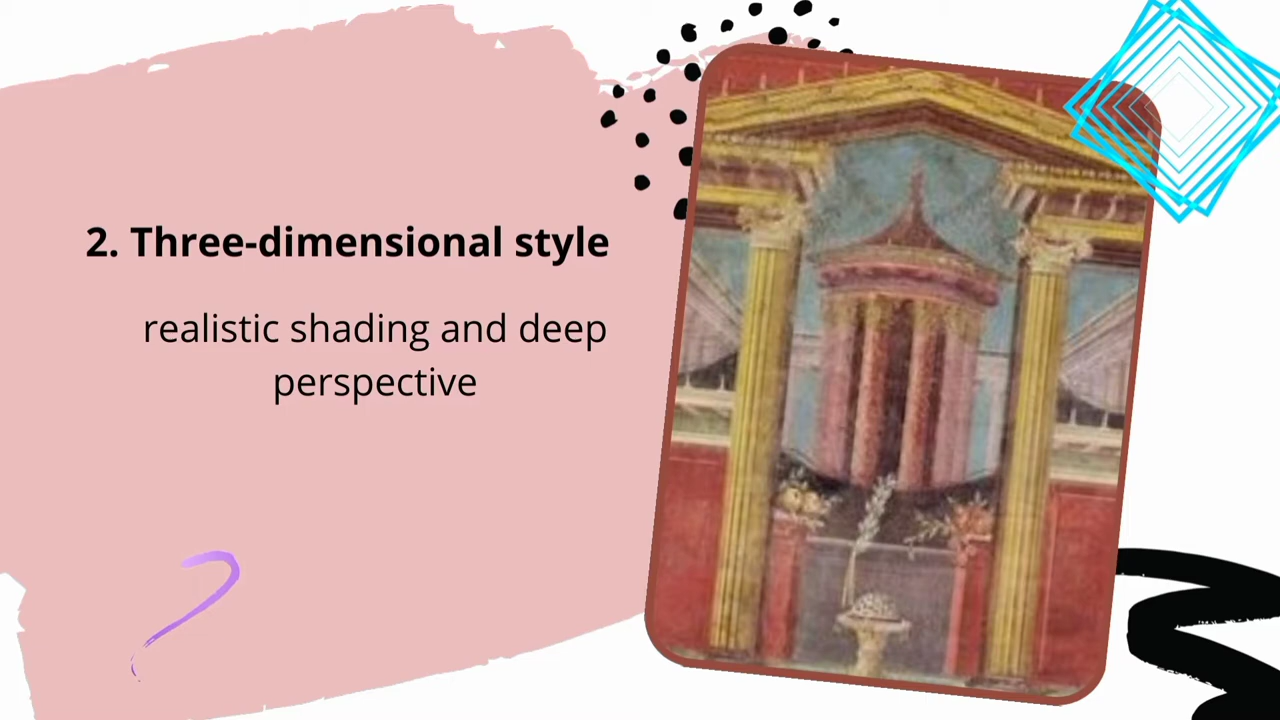 2. Three-dimensional style
realistic shading and deep
perspective